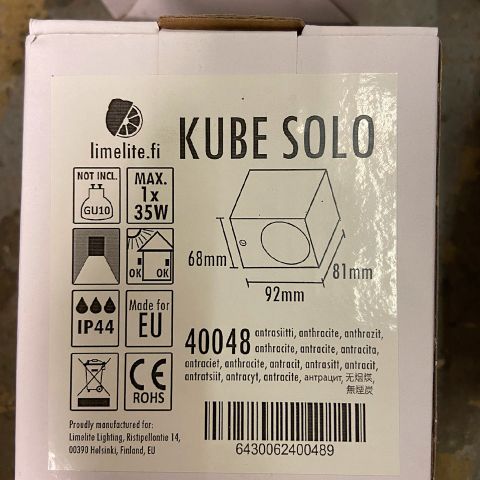 limelite.fi
KUBE SOLO
NOT INCL.
GU10
MAX.
1x
35W
OK
OK
IP44
Made for
EU
CE
ROHS
68mm
92mm
81mm
40048 antrasiitti, anthracite, anthrazit,
anthracite, antracite, antracita,
antraciet, anthracite, antracit, antrasitt, antracit,
antratsiit, antracyt, antracite, антрацит, 无烟煤,
無煙炭
Proudly manufactured for:
Limelite Lighting, Ristipellontie 14,
00390 Helsinki, Finland, EU
6430062400489